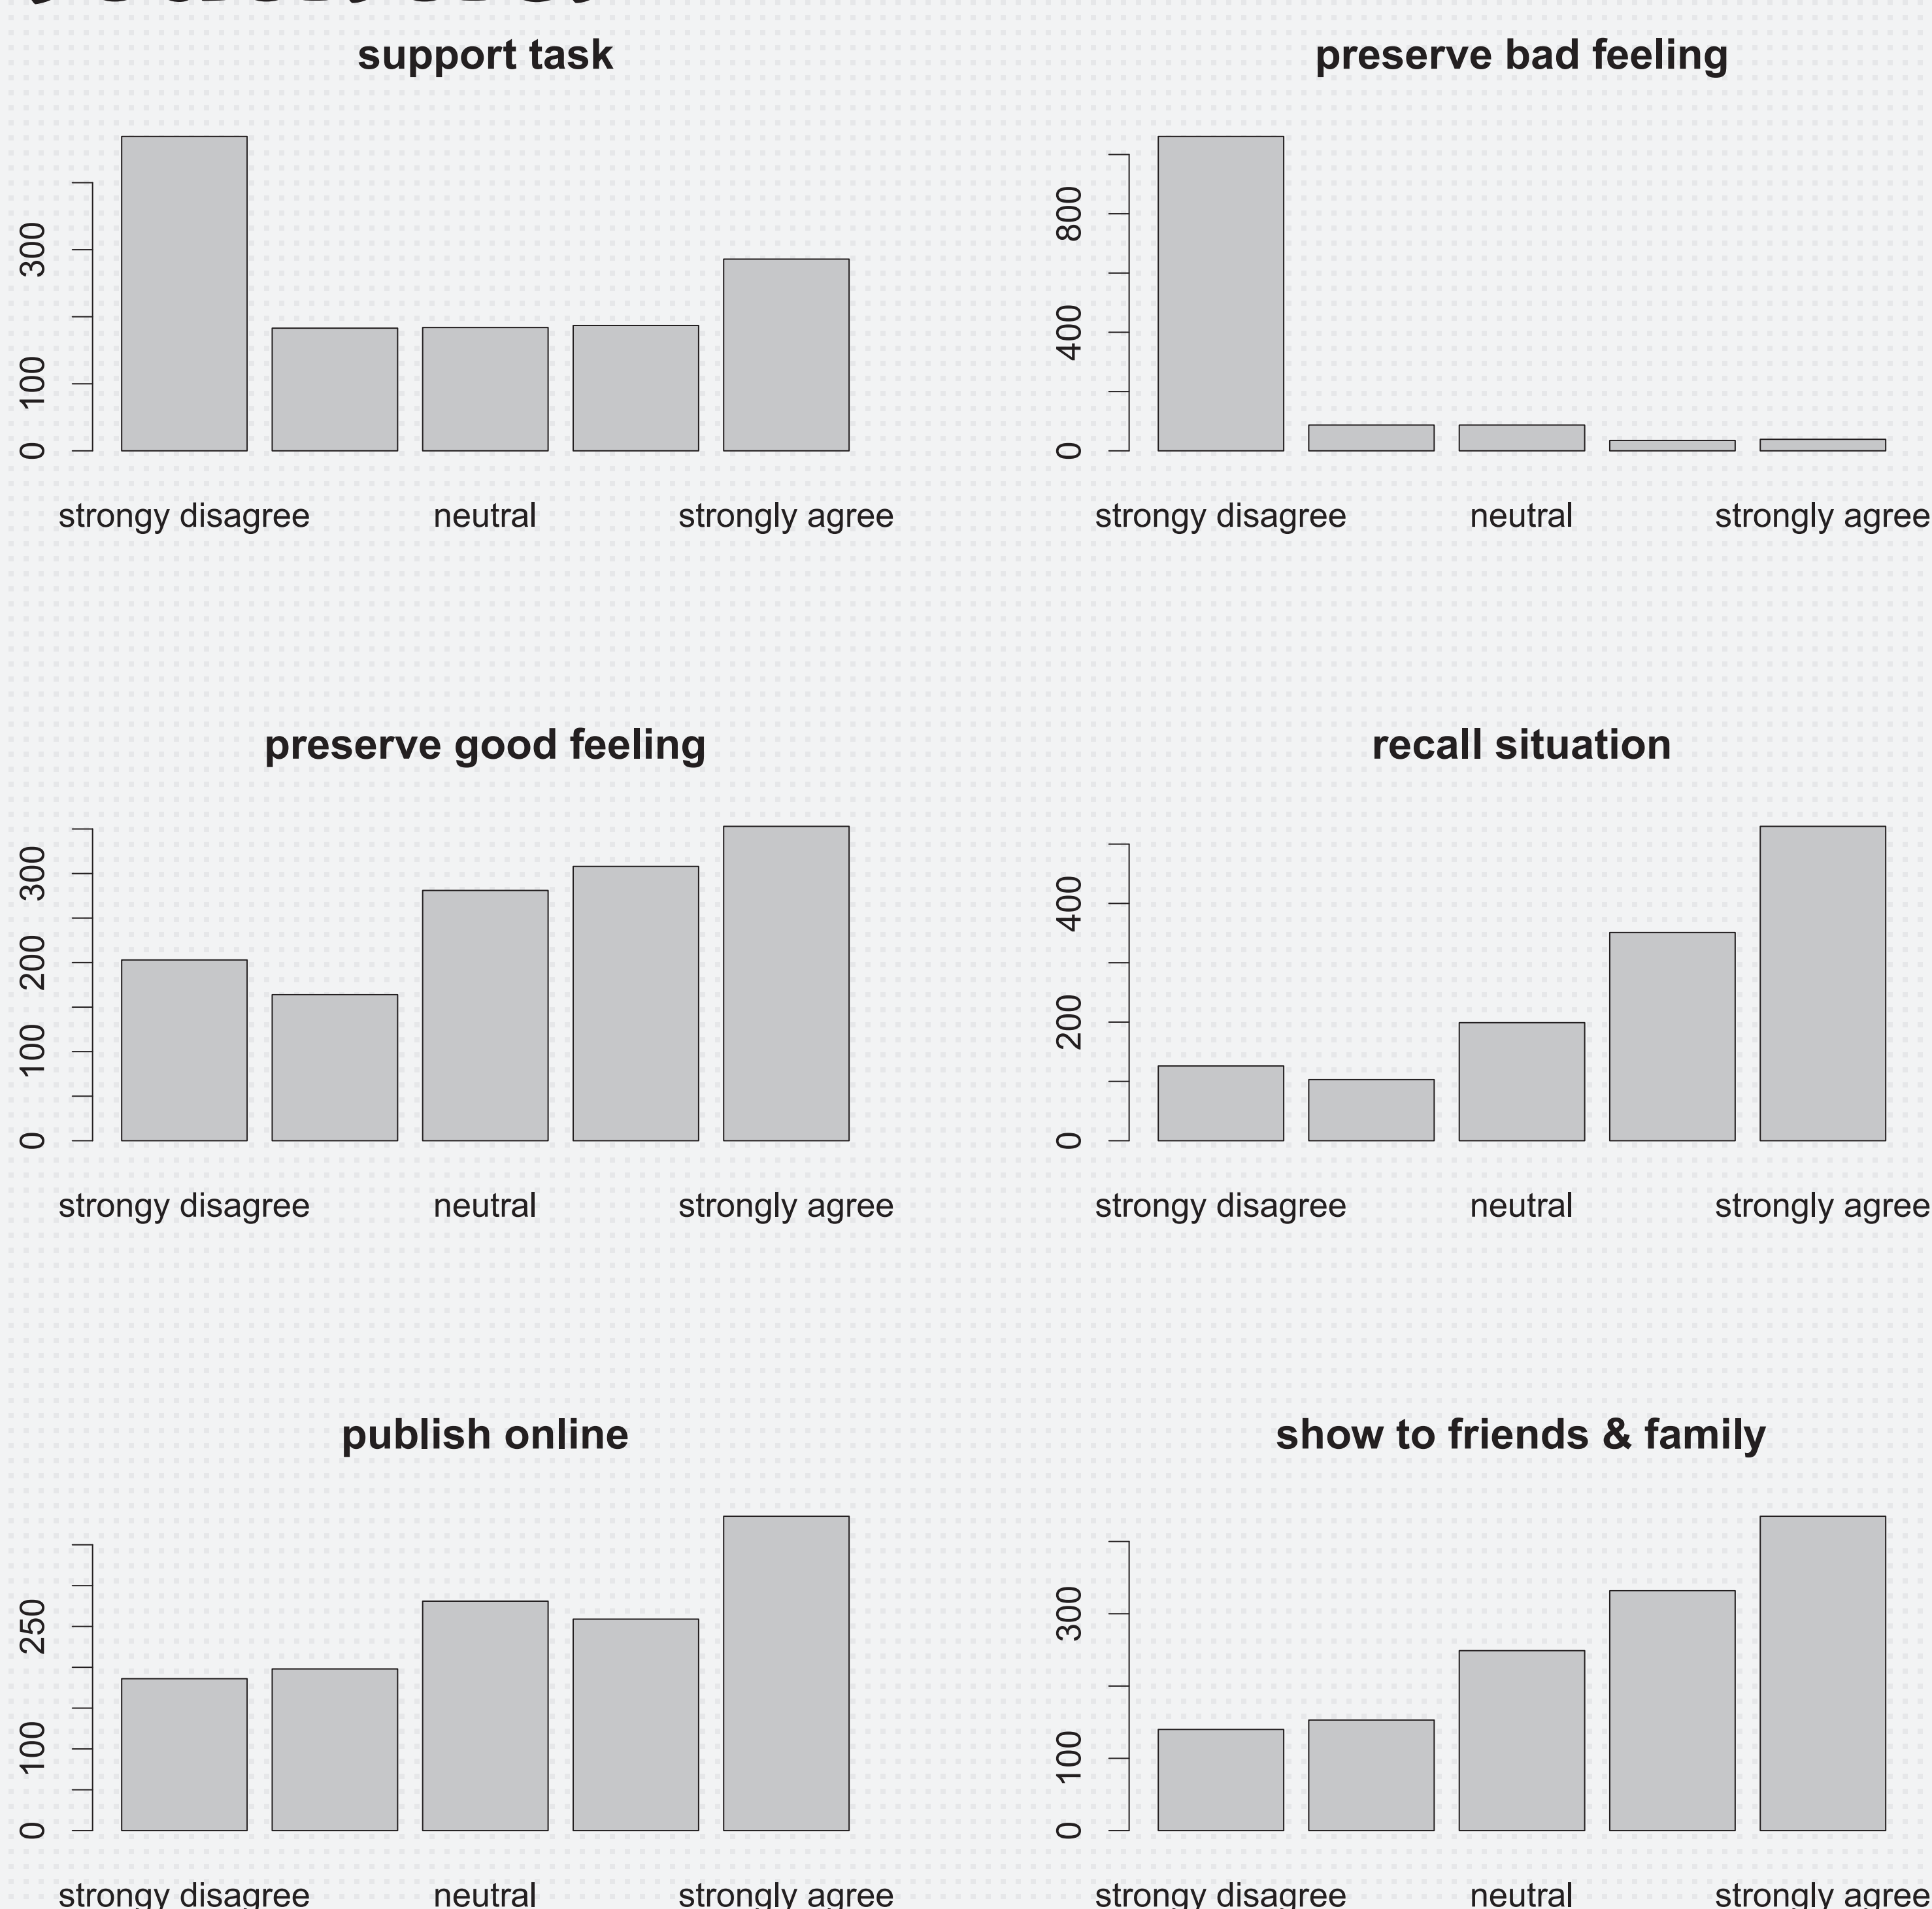 support task
300
100
0
strongy disagree neutral strongly agree
preserve bad feeling
800
400
0
strongy disagree neutral strongly agree
preserve good feeling
300
200
100
0
strongy disagree neutral strongly agree
recall situation
400
200
0
strongy disagree neutral strongly agree
publish online
250
100
0
strongy disagree neutral strongly agree
show to friends & family
300
100
0
strongy disagree neutral strongly agree